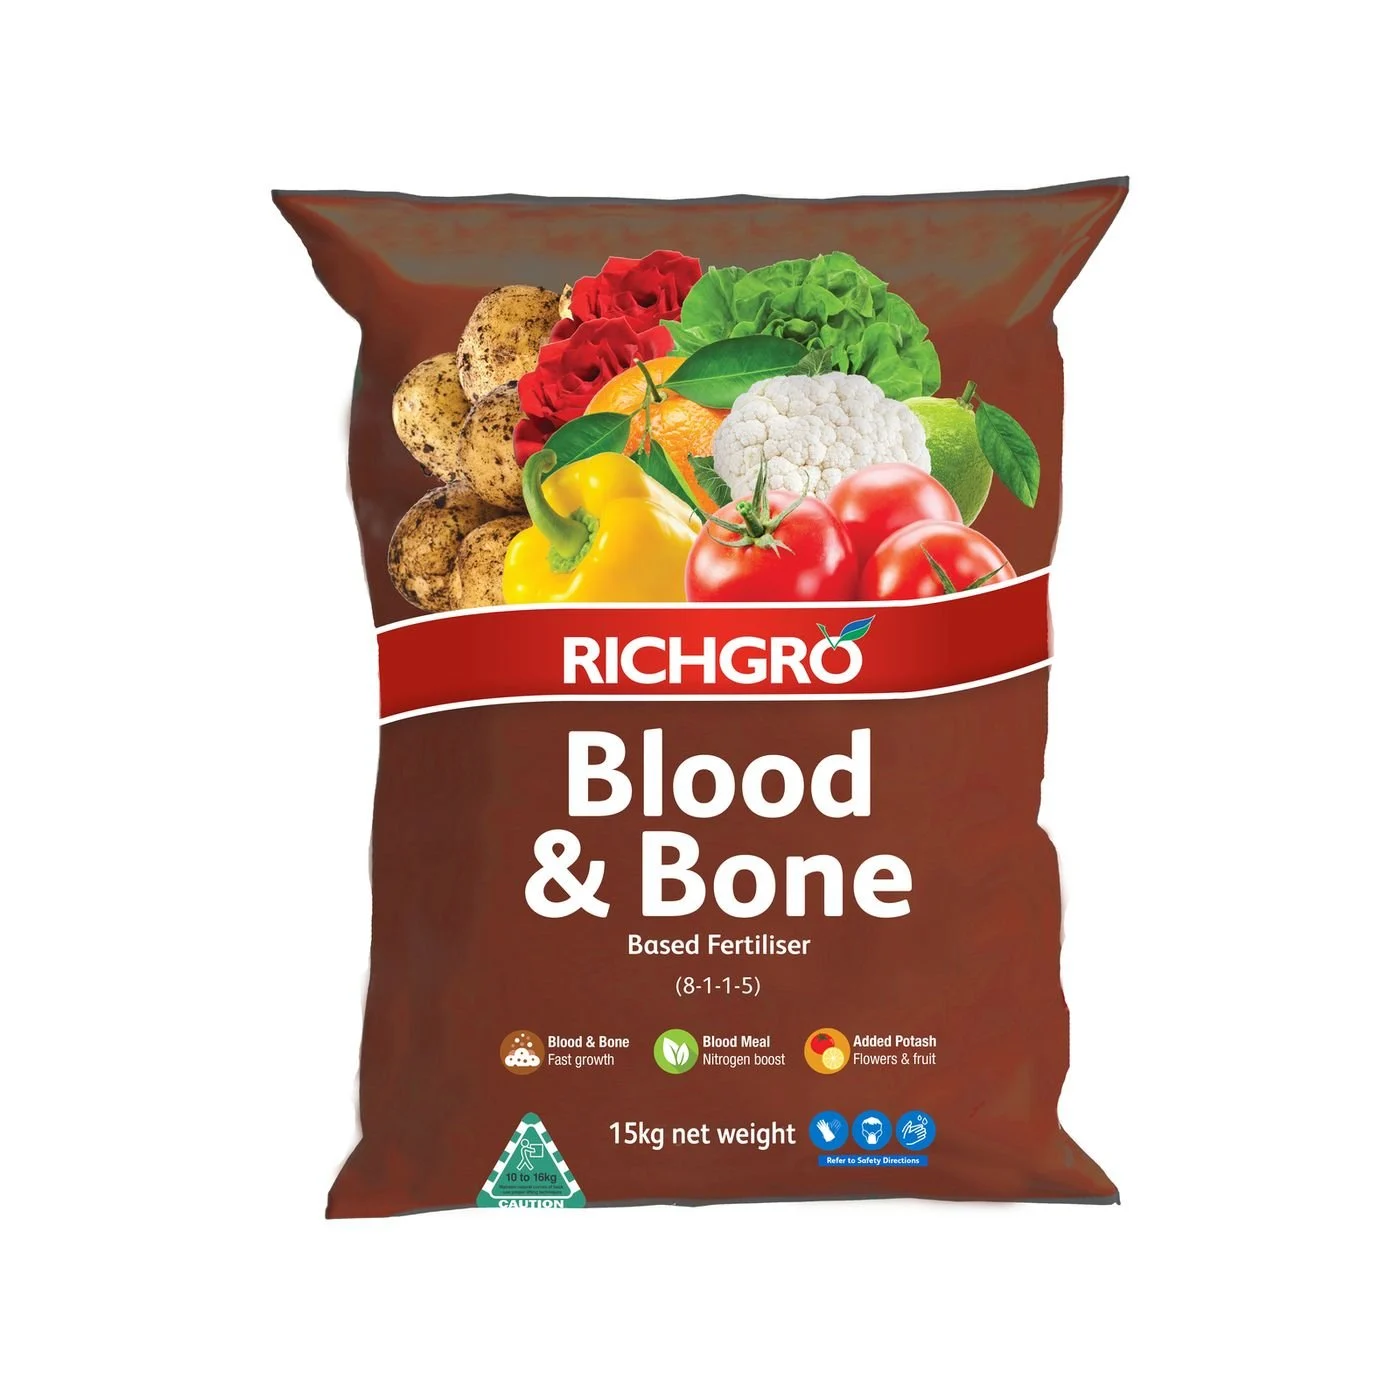 RICHGRO
Blood
& Bone
Based Fertiliser
(8-1-1-5)
Blood & Bone
Fast growth
Blood Meal
Nitrogen boost
Added Potash
Flowers & fruit
15kg net weight
Refer to Safety Directions
10 to 16kg
CAUTION